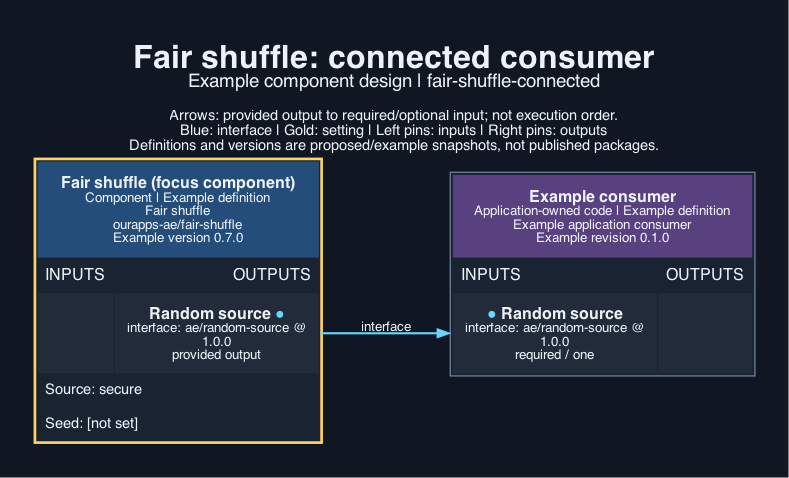 Fair shuffle: connected consumer
Example component design | fair-shuffle-connected
Arrows: provided output to required/optional input; not execution order.
Blue: interface | Gold: setting | Left pins: inputs | Right pins: outputs
Definitions and versions are proposed/example snapshots, not published packages.
Fair shuffle (focus component)
Component | Example definition
Fair shuffle
ourapps-ae/fair-shuffle
Example version 0.7.0
INPUTS OUTPUTS
Random source
interface: ae/random-source @
1.0.0
provided output
Source: secure
Seed: [not set]
interface
Example consumer
Application-owned code | Example definition
Example application consumer
Example revision 0.1.0
INPUTS OUTPUTS
Random source
interface: ae/random-source @
1.0.0
required / one